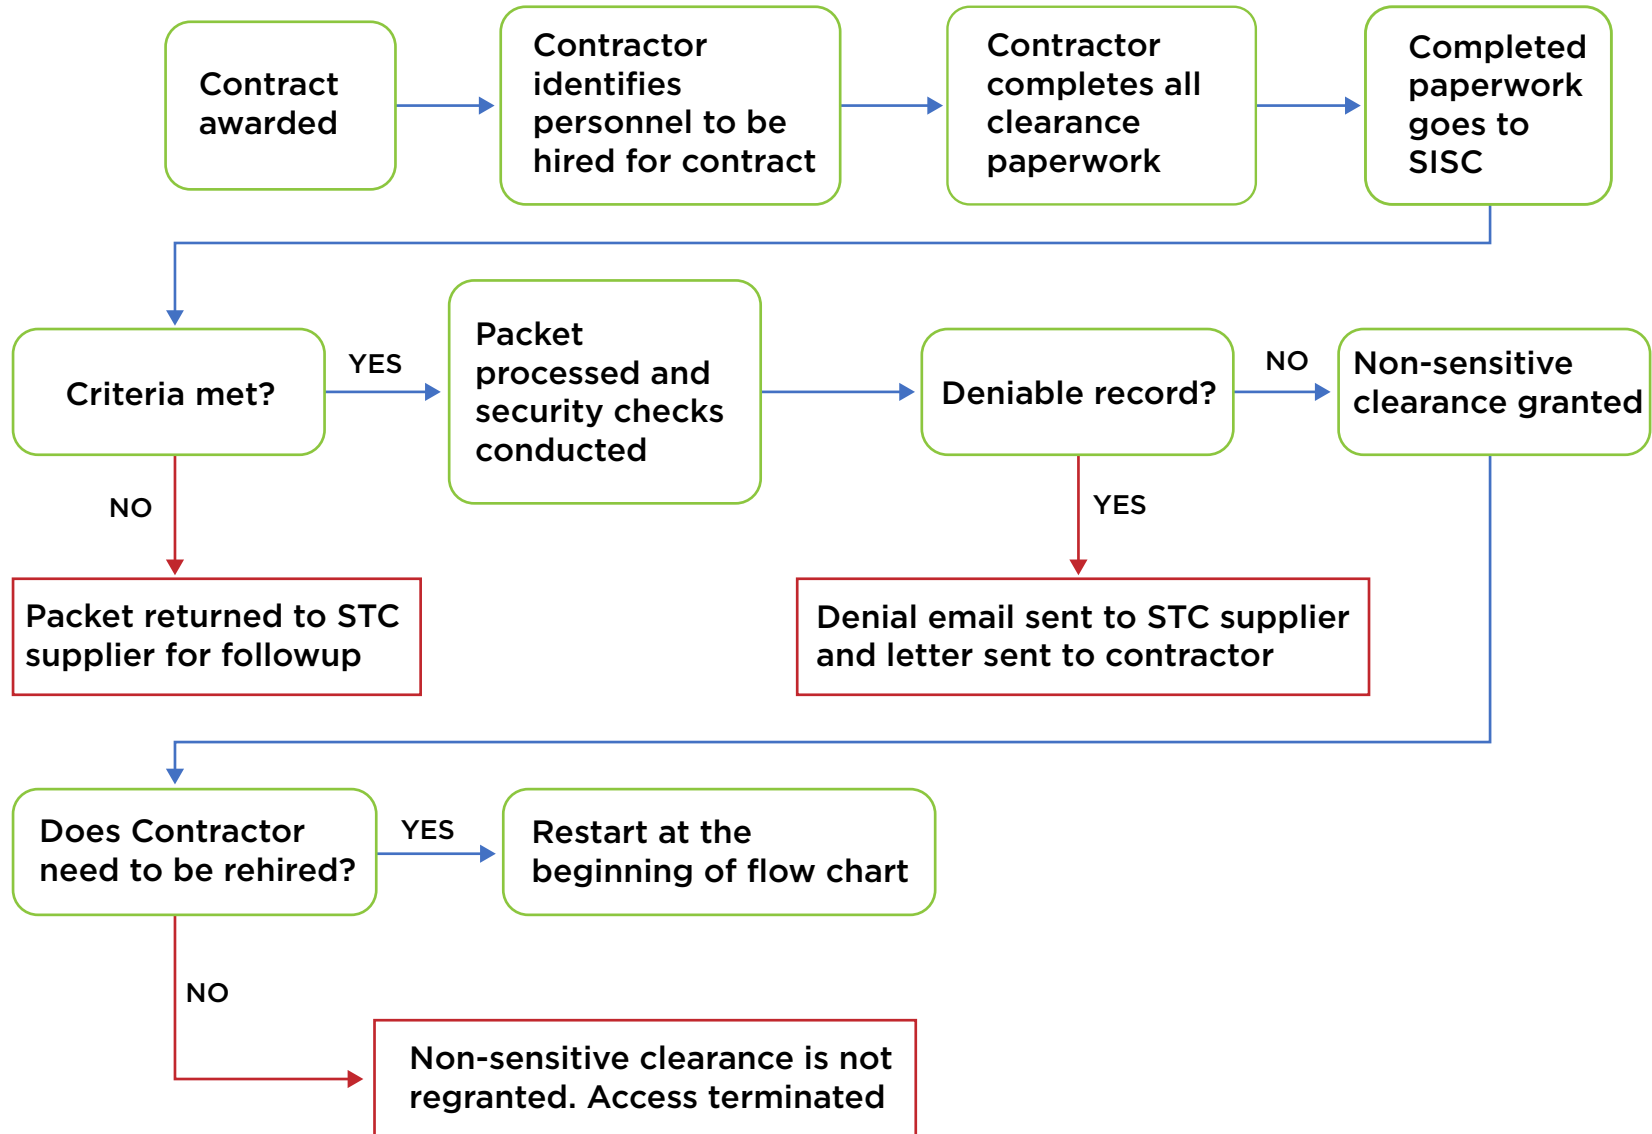 Contract
awarded
Contractor
identifies
personnel to be
hired for contract
Contractor
completes all
clearance
paperwork
Completed
paperwork
goes to
SISC
Criteria met?
YES
Packet
processed and
security checks
conducted
Deniable record?
NO
Non-sensitive
clearance granted
NO
YES
Packet returned to STC
supplier for followup
Denial email sent to STC supplier
and letter sent to contractor
Does Contractor
need to be rehired?
YES
Restart at the
beginning of flow chart
NO
Non-sensitive clearance is not
regranted. Access terminated